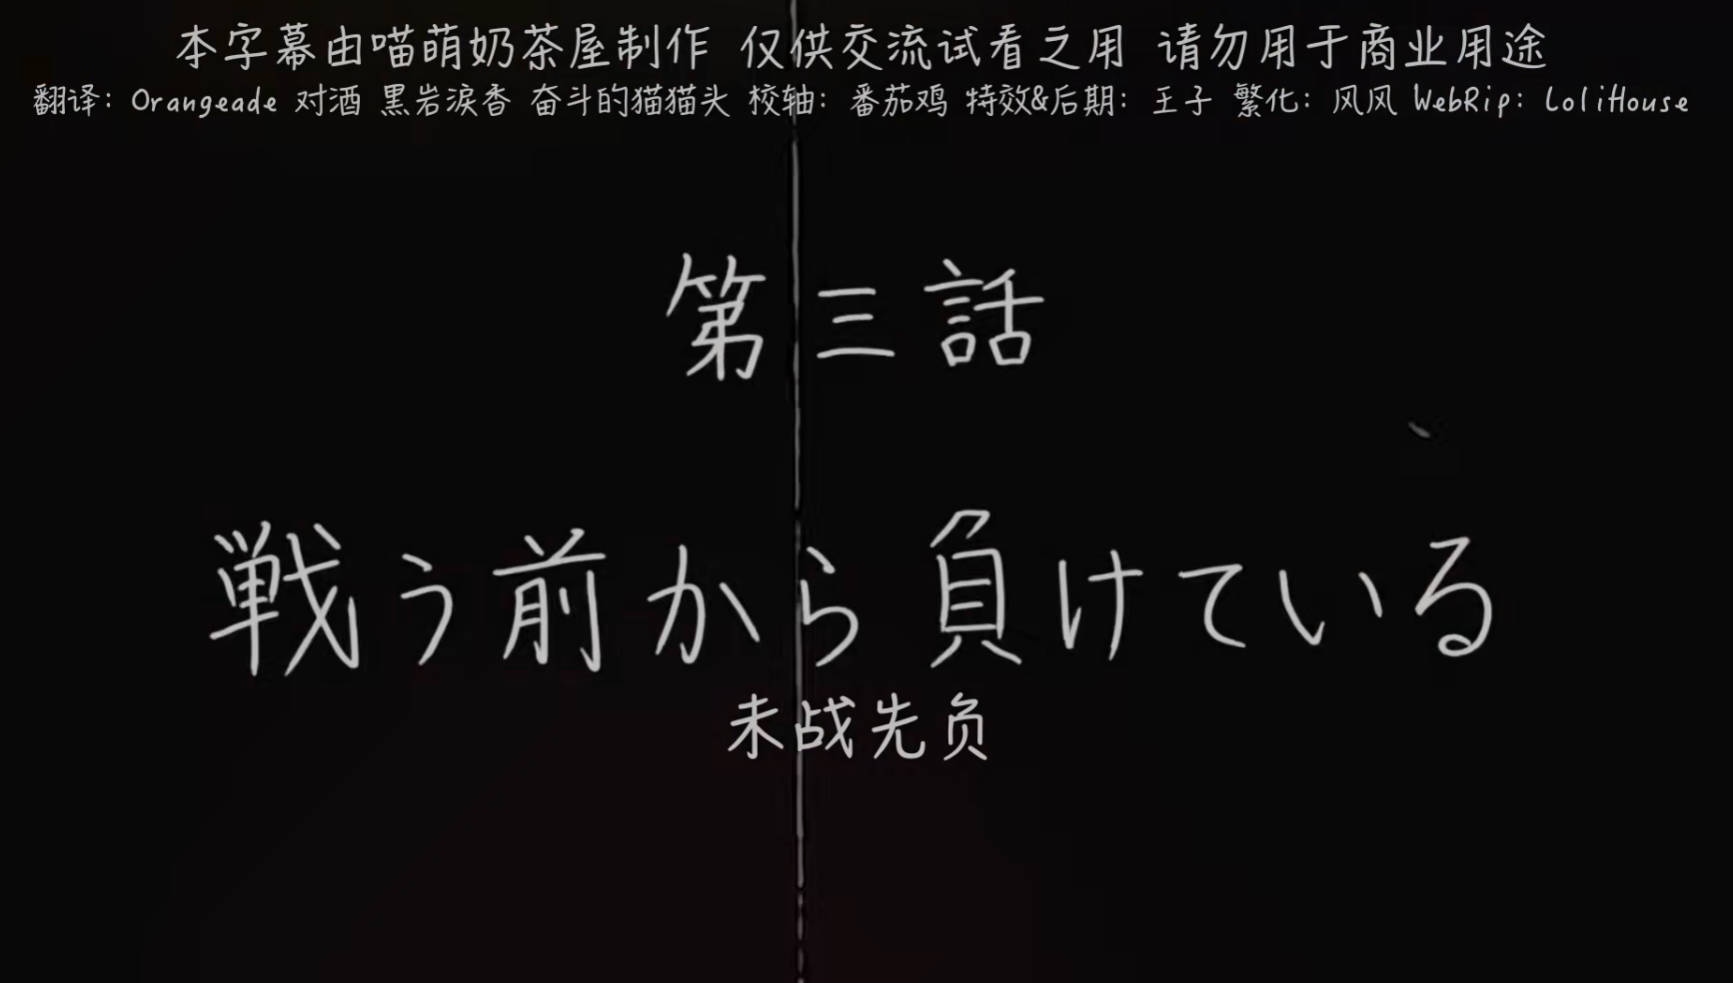 本字幕由喵萌奶茶屋制作 仅供交流试看之用 请勿用于商业用途
翻译：Orangeade 对酒 黑岩涙香 奋斗的猫猫头 校轴：番茄鸡 特效&后期：王子 繁化：风风 WebRip：LoliHouse
第三話
戦う前から負けている
未战先负